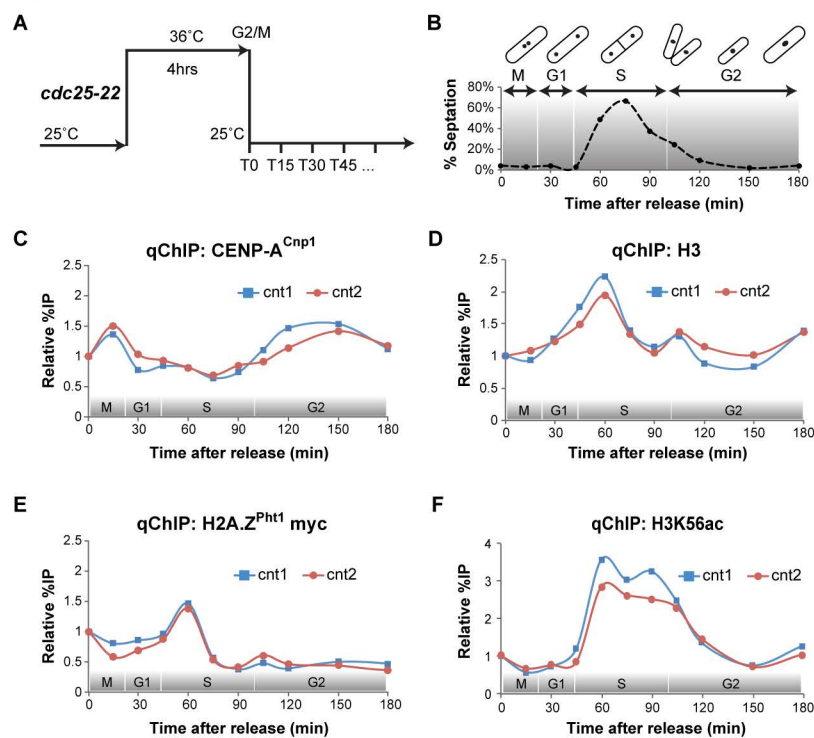 A
36°C
G2/M
4hrs
cdc25-22
25°C
25°C
T0 T15 T30 T45 ...
B
M G1 S G2
% Septation
80%
60%
40%
20%
0%
0 30 60 90 120 150 180
Time after release (min)
C
qChIP: CENP-A^Cnp1
cnt1 cnt2
Relative %IP
2.5
2
1.5
1
0.5
0
M G1 S G2
0 30 60 90 120 150 180
Time after release (min)
D
qChIP: H3
cnt1 cnt2
Relative %IP
2.5
2
1.5
1
0.5
0
M G1 S G2
0 30 60 90 120 150 180
Time after release (min)
E
qChIP: H2A.Z^Pht1 myc
cnt1 cnt2
Relative %IP
2.5
2
1.5
1
0.5
0
M G1 S G2
0 30 60 90 120 150 180
Time after release (min)
F
qChIP: H3K56ac
cnt1 cnt2
Relative %IP
4
3
2
1
0
M G1 S G2
0 30 60 90 120 150 180
Time after release (min)